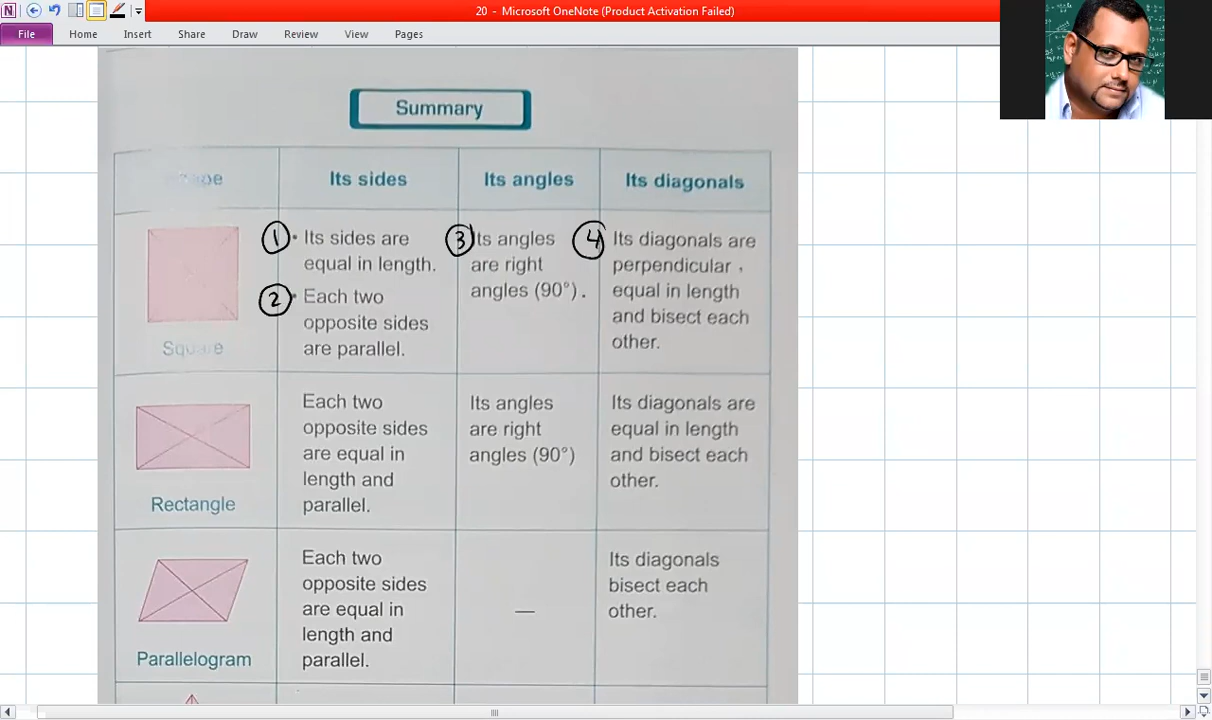 20 - Microsoft OneNote (Product Activation Failed)
File Home Insert Share Draw Review View Pages
Summary
Its sides Its angles Its diagonals
① • Its sides are
equal in length.
② • Each two
opposite sides
are parallel.
③ Its angles
are right
angles (90°).
④ Its diagonals are
perpendicular ,
equal in length
and bisect each
other.
Square
Each two
opposite sides
are equal in
length and
parallel.
Its angles
are right
angles (90°)
Its diagonals are
equal in length
and bisect each
other.
Rectangle
Each two
opposite sides
are equal in
length and
parallel.
—
Its diagonals
bisect each
other.
Parallelogram